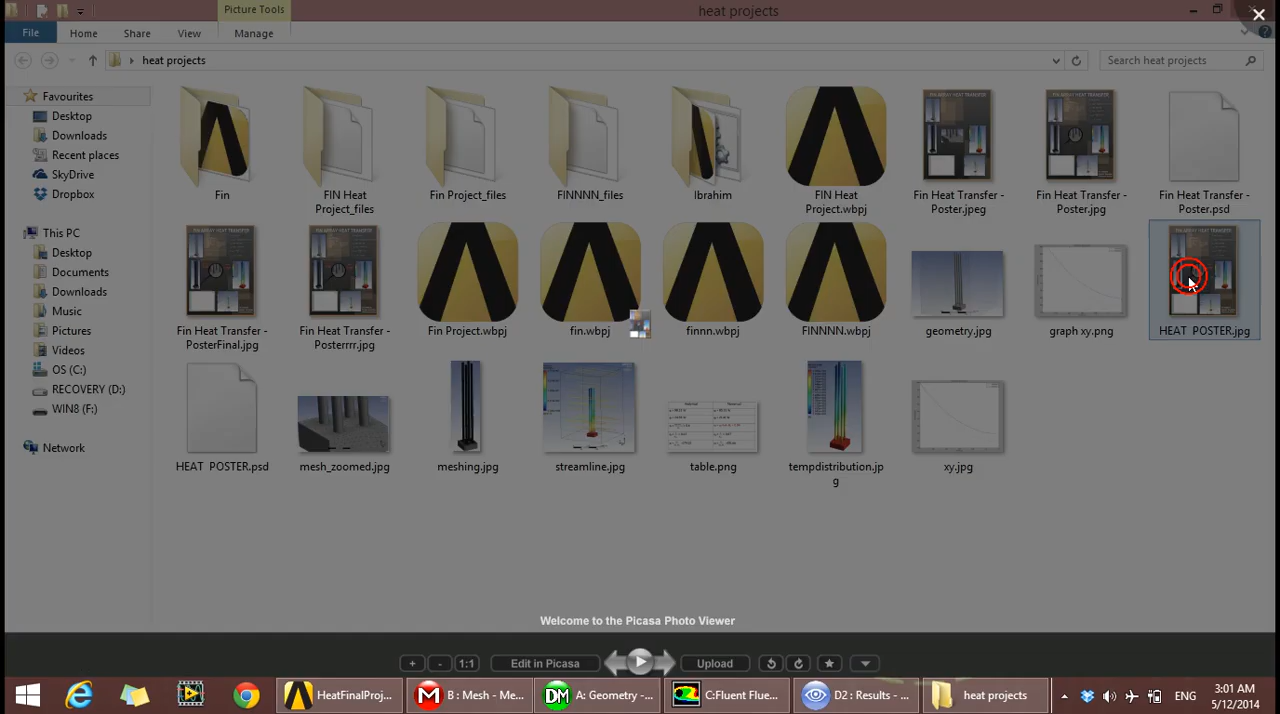 Picture Tools
heat projects
File
Home
Share
View
Manage
heat projects
Search heat projects
Favourites
Desktop
Downloads
Recent places
SkyDrive
Dropbox
This PC
Desktop
Documents
Downloads
Music
Pictures
Videos
OS (C:)
RECOVERY (D:)
WIN8 (F:)
Network
Fin
FIN Heat
Project_files
Fin Project_files
FINNNN_files
Ibrahim
FIN Heat
Project.wbpj
Fin Heat Transfer -
Poster.jpeg
Fin Heat Transfer -
Poster.jpg
Fin Heat Transfer -
Poster.psd
Fin Heat Transfer -
PosterFinal.jpg
Fin Heat Transfer -
Posterrrr.jpg
Fin Project.wbpj
fin.wbpj
finnn.wbpj
FINNNN.wbpj
geometry.jpg
graph xy.png
HEAT POSTER.jpg
HEAT POSTER.psd
mesh_zoomed.jpg
meshing.jpg
streamline.jpg
table.png
tempdistribution.jp
g
xy.jpg
Welcome to the Picasa Photo Viewer
+
-
1:1
Edit in Picasa
Upload
HeatFinalProj...
B : Mesh - Me...
A: Geometry -...
C:Fluent Flue...
D2 : Results - ...
heat projects
ENG
3:01 AM
5/12/2014